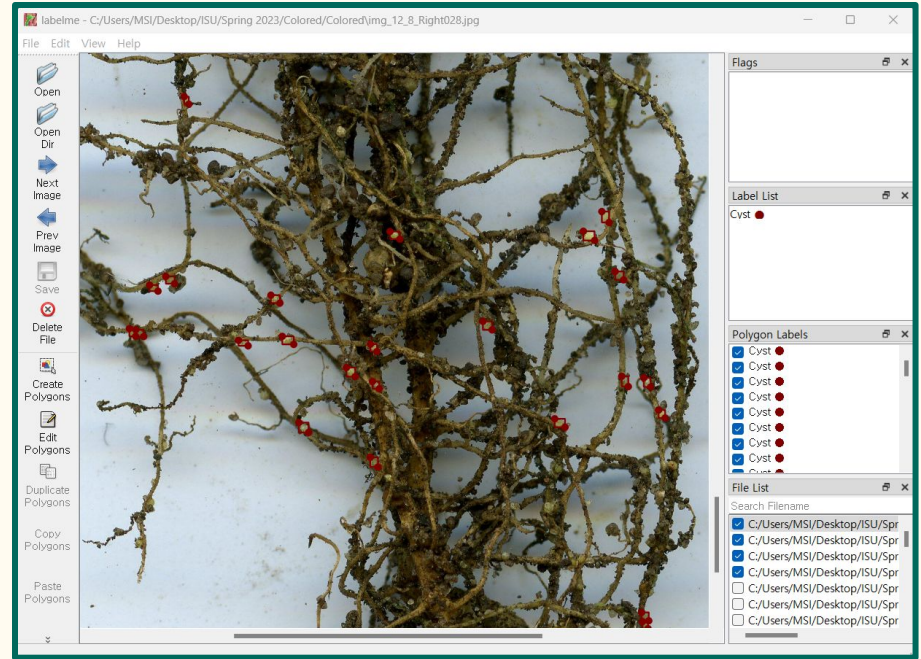 labelme - C:/Users/MSI/Desktop/ISU/Spring 2023/Colored/Colored\img_12_8_Right028.jpg
File Edit View Help
Open
Open
Dir
Next
Image
Prev
Image
Save
Delete
File
Create
Polygons
Edit
Polygons
Duplicate
Polygons
Copy
Polygons
Paste
Polygons
Flags
Label List
Cyst
Polygon Labels
Cyst
Cyst
Cyst
Cyst
Cyst
Cyst
Cyst
Cyst
Cyst
File List
Search Filename
C:/Users/MSI/Desktop/ISU/Spr
C:/Users/MSI/Desktop/ISU/Spr
C:/Users/MSI/Desktop/ISU/Spr
C:/Users/MSI/Desktop/ISU/Spr
C:/Users/MSI/Desktop/ISU/Spr
C:/Users/MSI/Desktop/ISU/Spr
C:/Users/MSI/Desktop/ISU/Spr